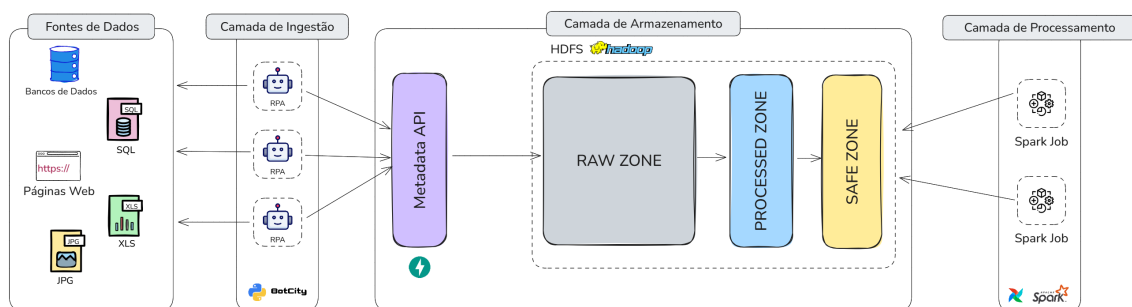 Fontes de Dados
Bancos de Dados
SQL
SQL
https://
Páginas Web
XLS
XLS
JPG
JPG
Camada de Ingestão
RPA
RPA
RPA
BotCity
Camada de Armazenamento
HDFS hadoop
Metadata API
RAW ZONE
PROCESSED ZONE
SAFE ZONE
Camada de Processamento
Spark Job
Spark Job
APACHE
Spark